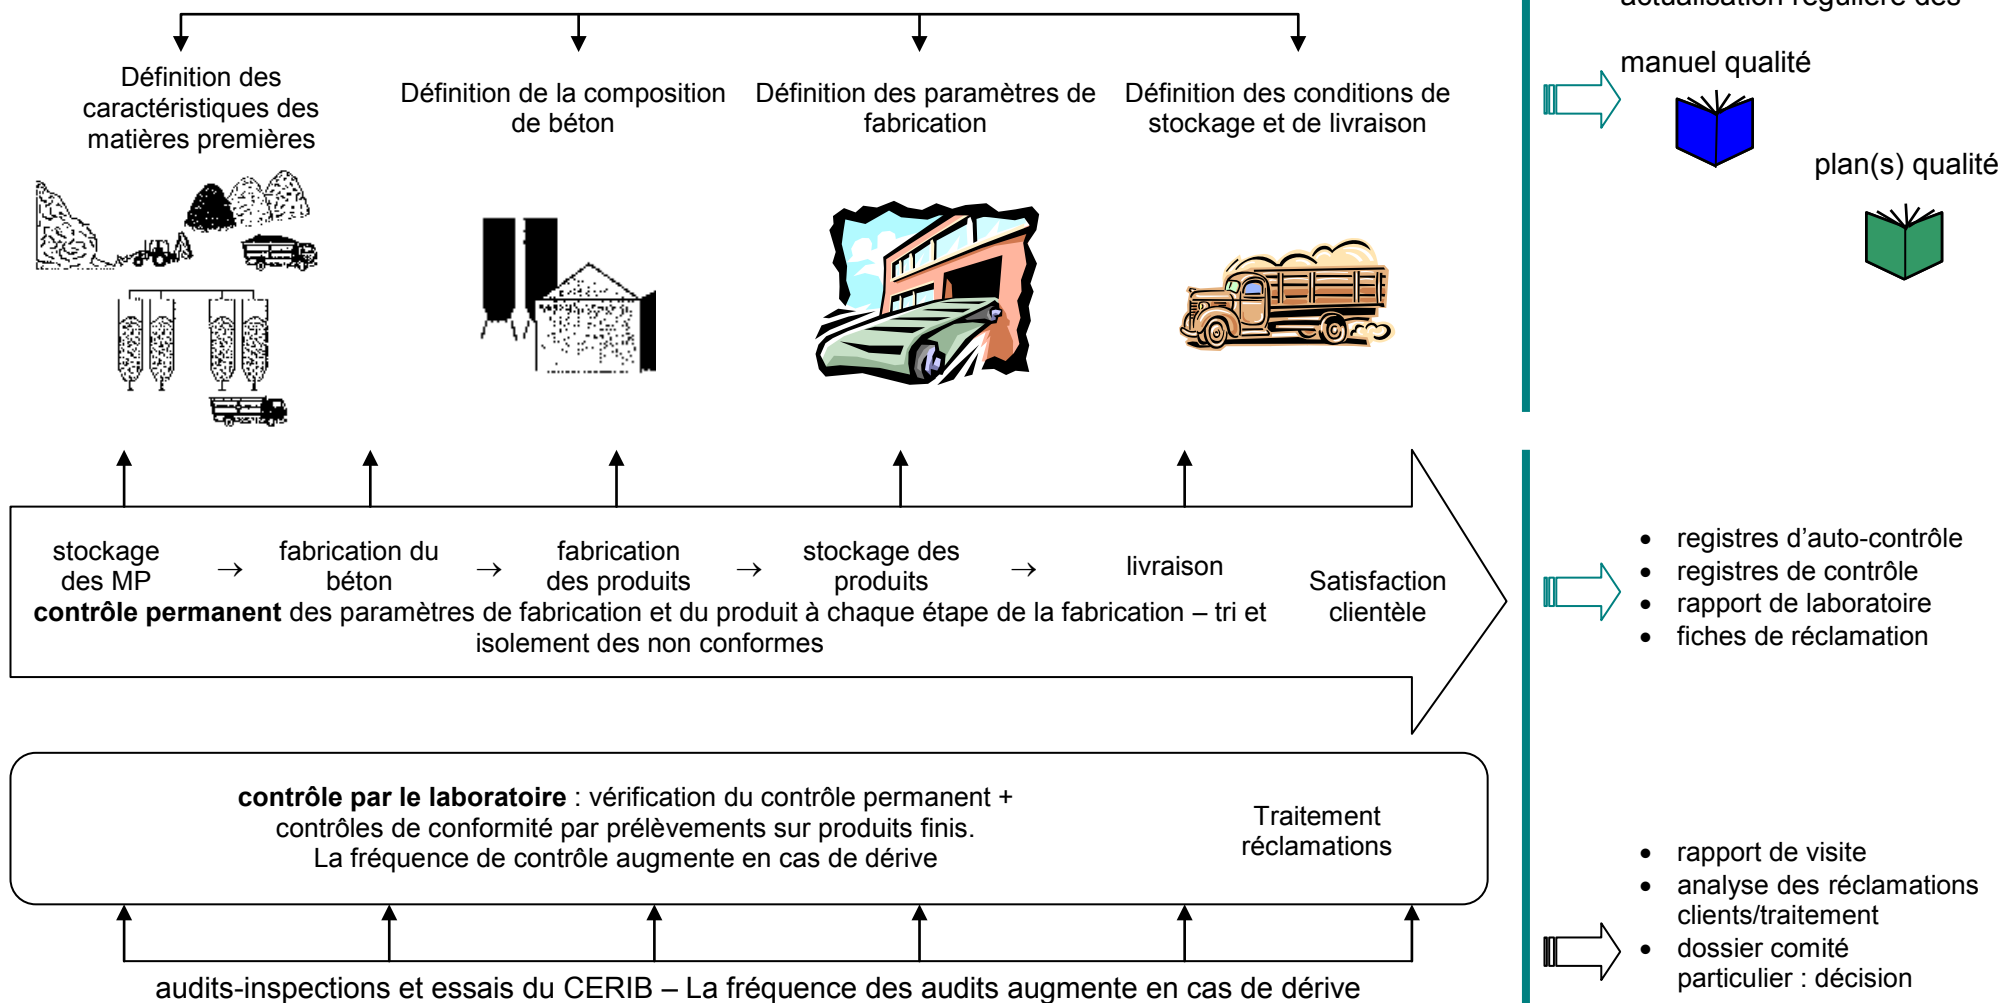 actualisation régulière des
manuel qualité
plan(s) qualité
Définition des
caractéristiques des
matières premières
Définition de la composition
de béton
Définition des paramètres de
fabrication
Définition des conditions de
stockage et de livraison
stockage
des MP
→
fabrication du
béton
→
fabrication
des produits
→
stockage des
produits
→
livraison
Satisfaction
clientèle
contrôle permanent des paramètres de fabrication et du produit à chaque étape de la fabrication – tri et
isolement des non conformes
• registres d’auto-contrôle
• registres de contrôle
• rapport de laboratoire
• fiches de réclamation
contrôle par le laboratoire : vérification du contrôle permanent +
contrôles de conformité par prélèvements sur produits finis.
La fréquence de contrôle augmente en cas de dérive
Traitement
réclamations
• rapport de visite
• analyse des réclamations
clients/traitement
• dossier comité
particulier : décision
audits-inspections et essais du CERIB – La fréquence des audits augmente en cas de dérive